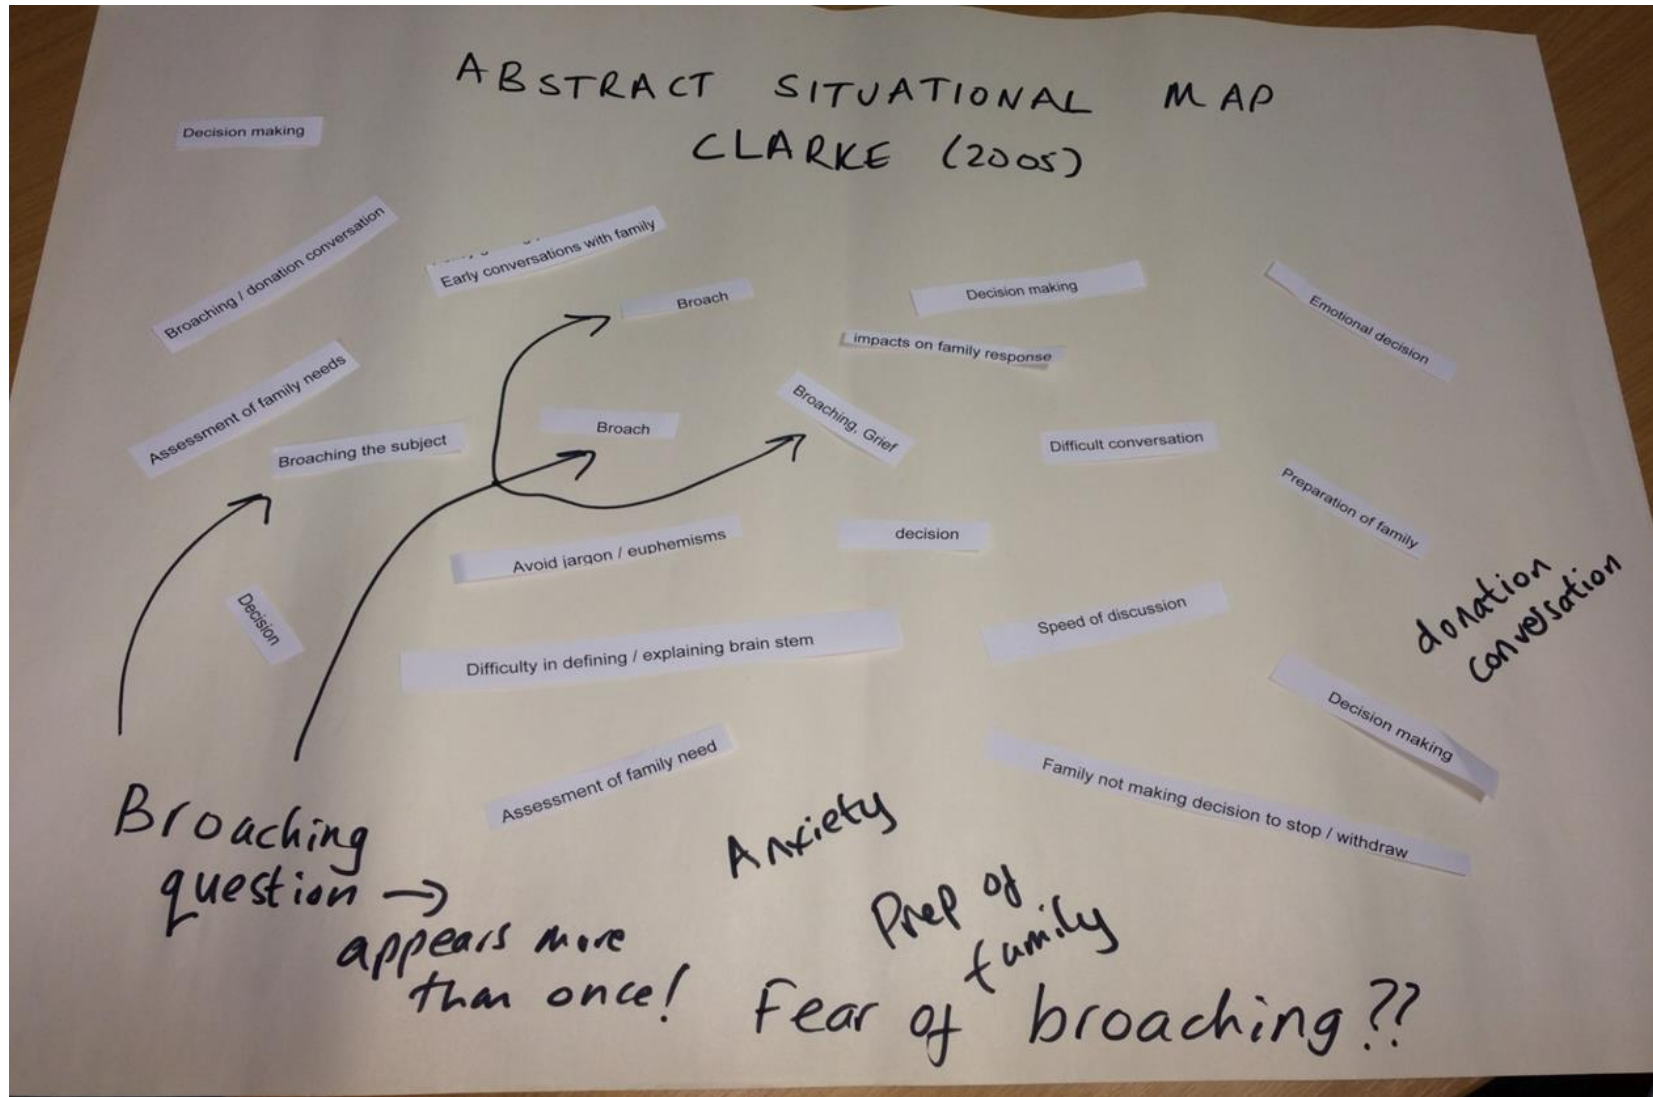 ABSTRACT SITUATIONAL MAP
CLARKE (2005)
Decision making
Broaching / donation conversation
Early conversations with family
Broach
Decision making
Emotional decision
impacts on family response
Assessment of family needs
Broaching the subject
Broach
Broaching, Grief
Difficult conversation
Preparation of family
Avoid jargon / euphemisms
decision
donation
conversation
Decision
Difficulty in defining / explaining brain stem
Speed of discussion
Decision making
Assessment of family need
Family not making decision to stop / withdraw
Broaching
question →
appears more
than once!
Anxiety
Prep of
family
Fear of broaching??